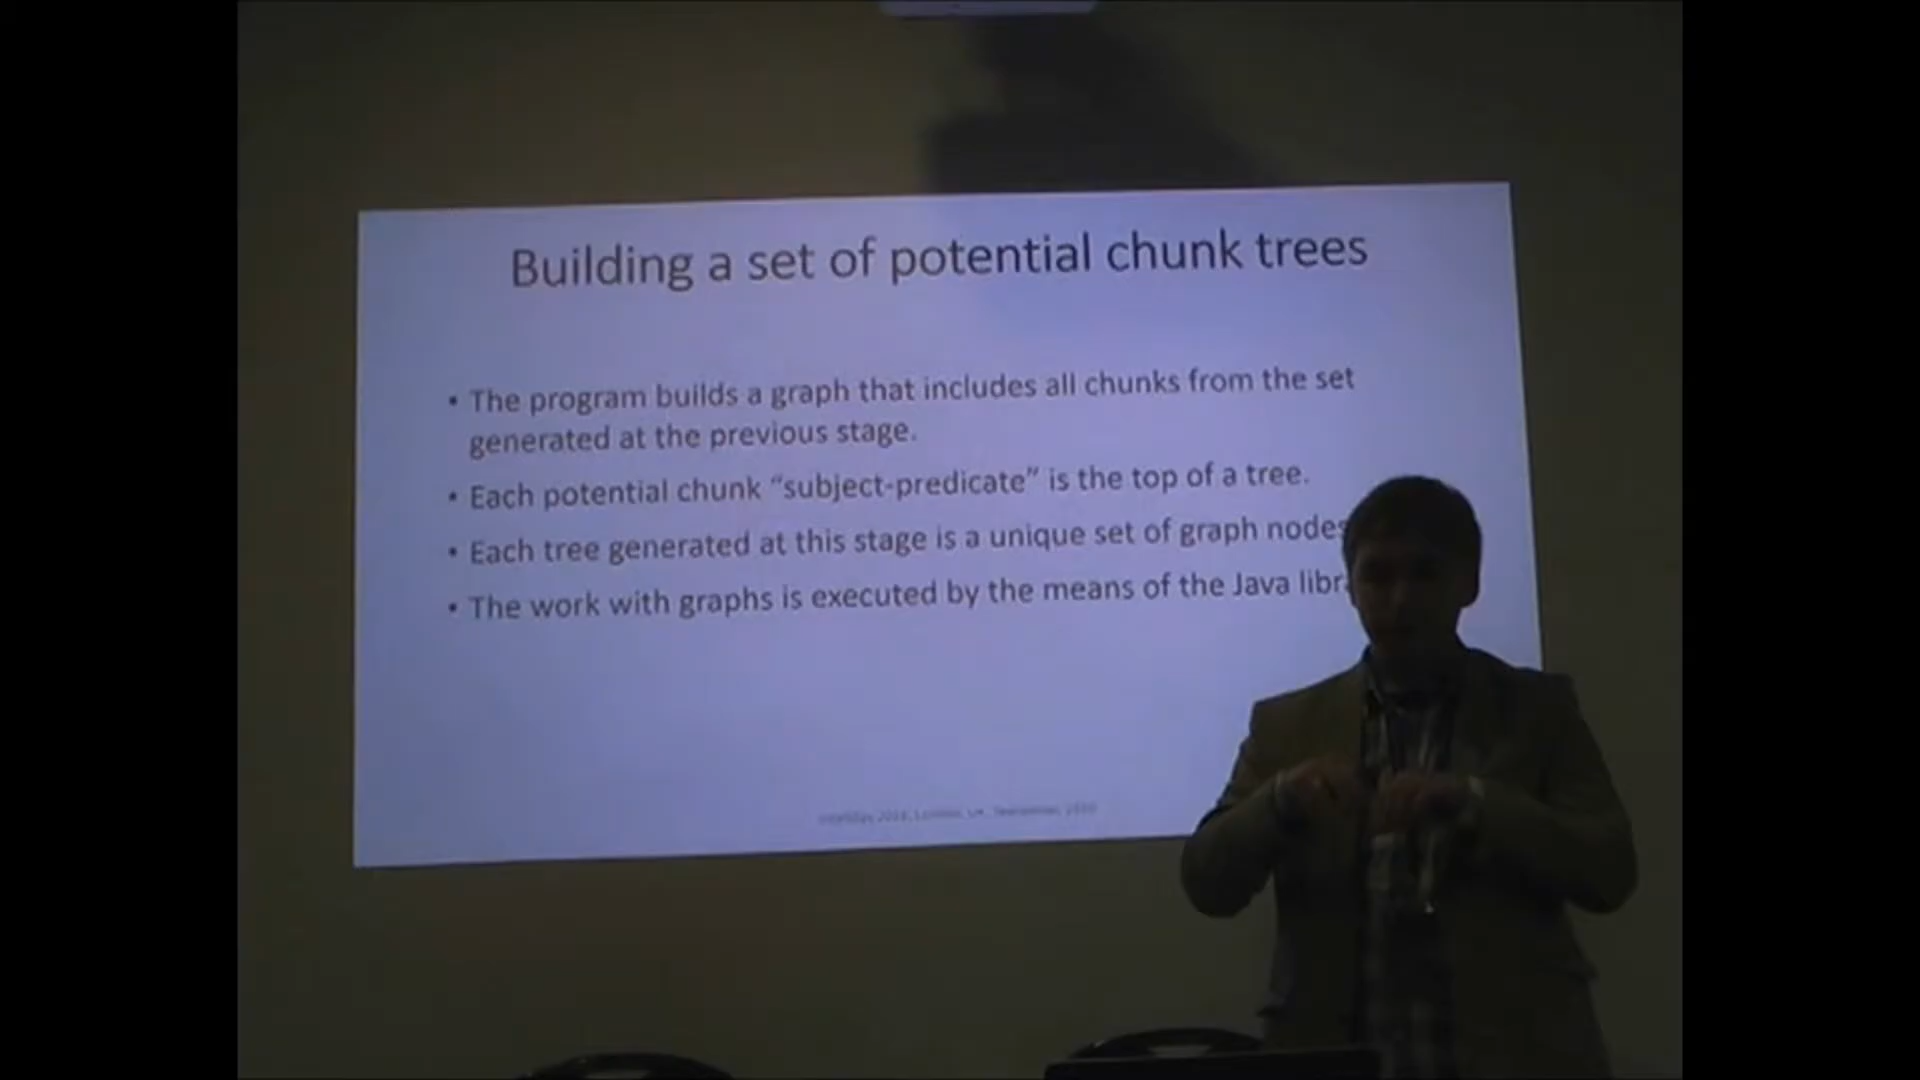 Building a set of potential chunk trees
• The program builds a graph that includes all chunks from the set
generated at the previous stage.
• Each potential chunk “subject-predicate” is the top of a tree.
• Each tree generated at this stage is a unique set of graph nodes
• The work with graphs is executed by the means of the Java